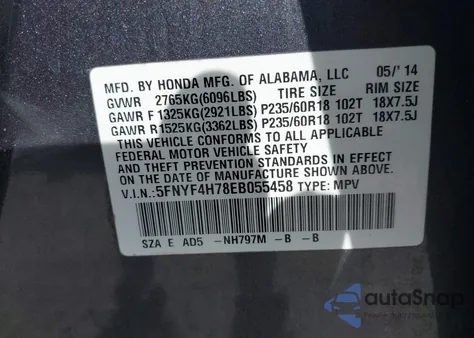 MFD. BY HONDA MFG. OF ALABAMA, LLC 05/'14
GVWR 2765KG(6096LBS) TIRE SIZE RIM SIZE
GAWR F 1325KG(2921LBS) P235/60R18 102T 18X7.5J
GAWR R 1525KG(3362LBS) P235/60R18 102T 18X7.5J
THIS VEHICLE CONFORMS TO ALL APPLICABLE
FEDERAL MOTOR VEHICLE SAFETY
AND THEFT PREVENTION STANDARDS IN EFFECT
ON THE DATE OF MANUFACTURE SHOWN ABOVE.
V.I.N.: 5FNYF4H78EB055458 TYPE: MPV
SZA E AD5 -NH797M -B -B
autoSnap